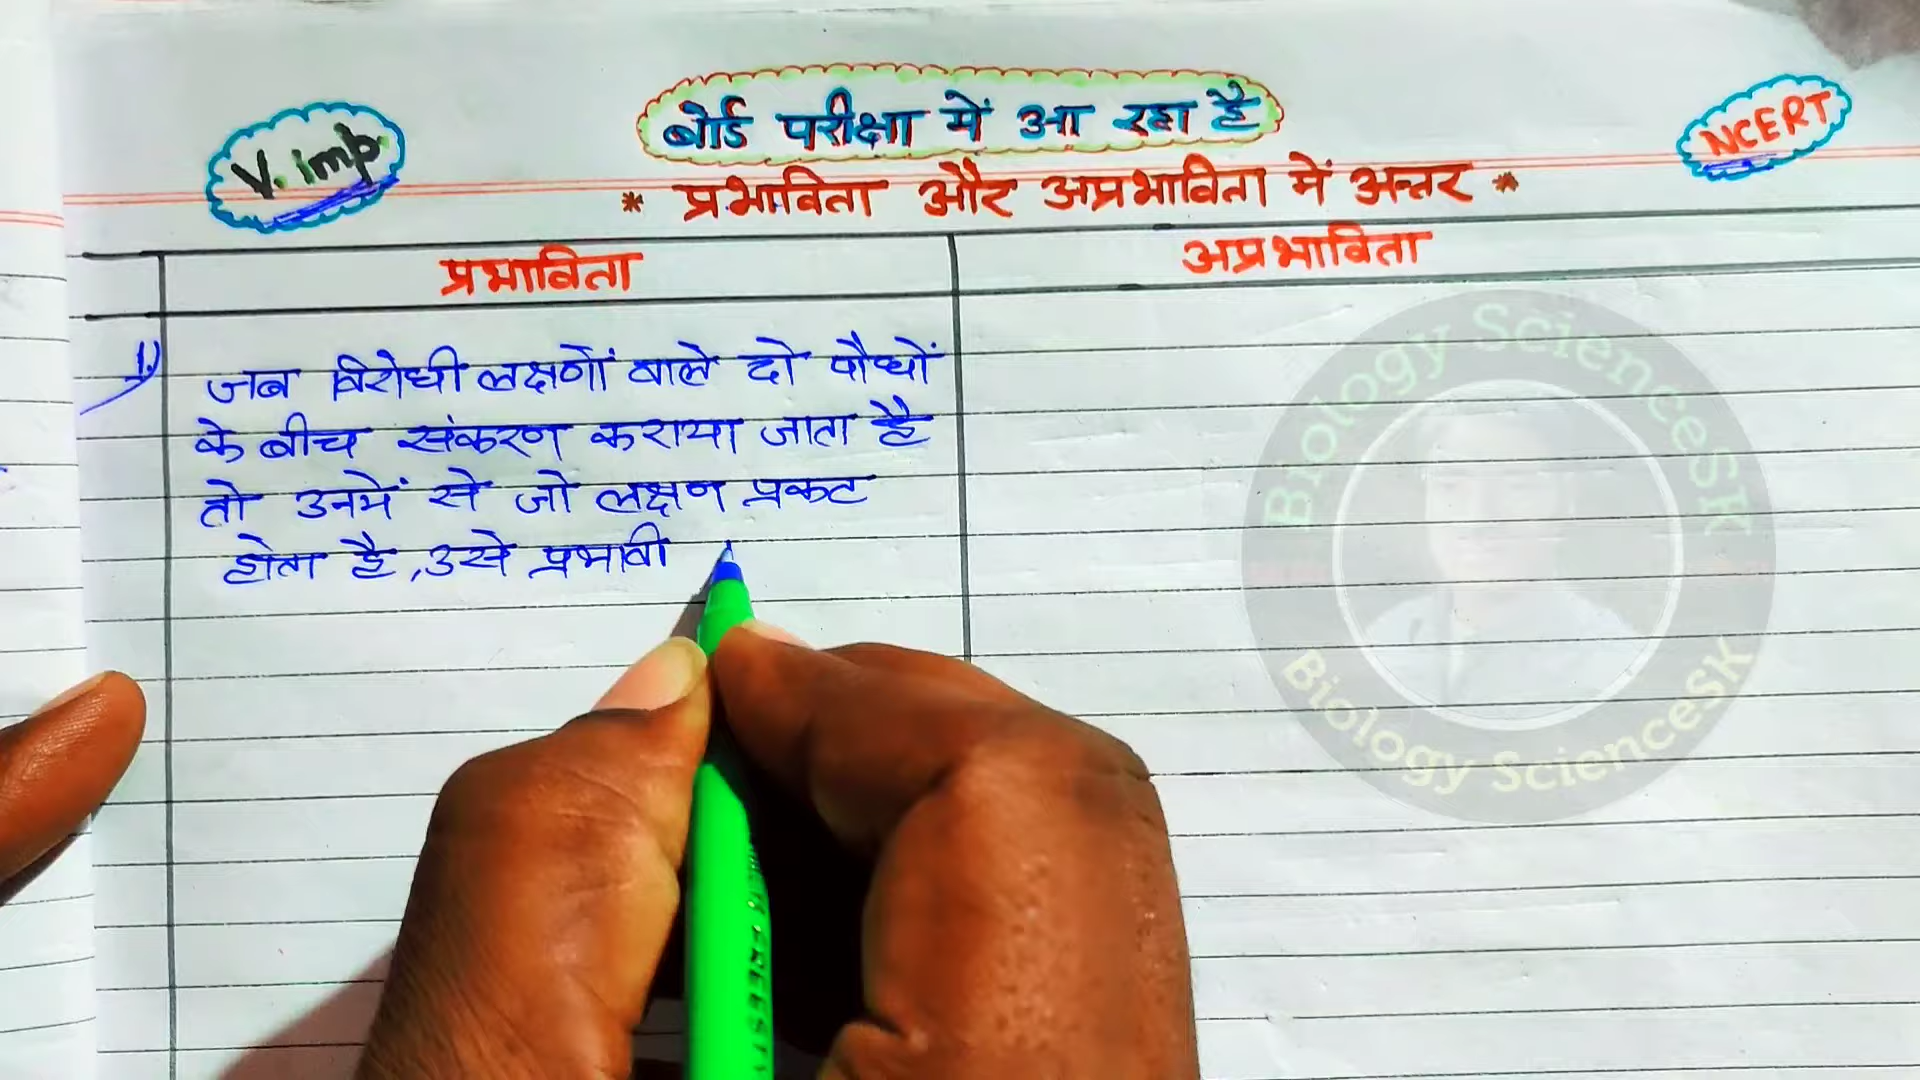 बोर्ड परीक्षा में आ रहा है
V. imp.
NCERT
* प्रभाविता और अप्रभाविता में अन्तर *
प्रभाविता
अप्रभाविता
1.)
जब विरोधी लक्षणों वाले दो पौधों
के बीच संकरण कराया जाता है
तो उनमें से जो लक्षण प्रकट
होता है, उसे प्रभावी
Biology ScienceSK
Biology ScienceSK